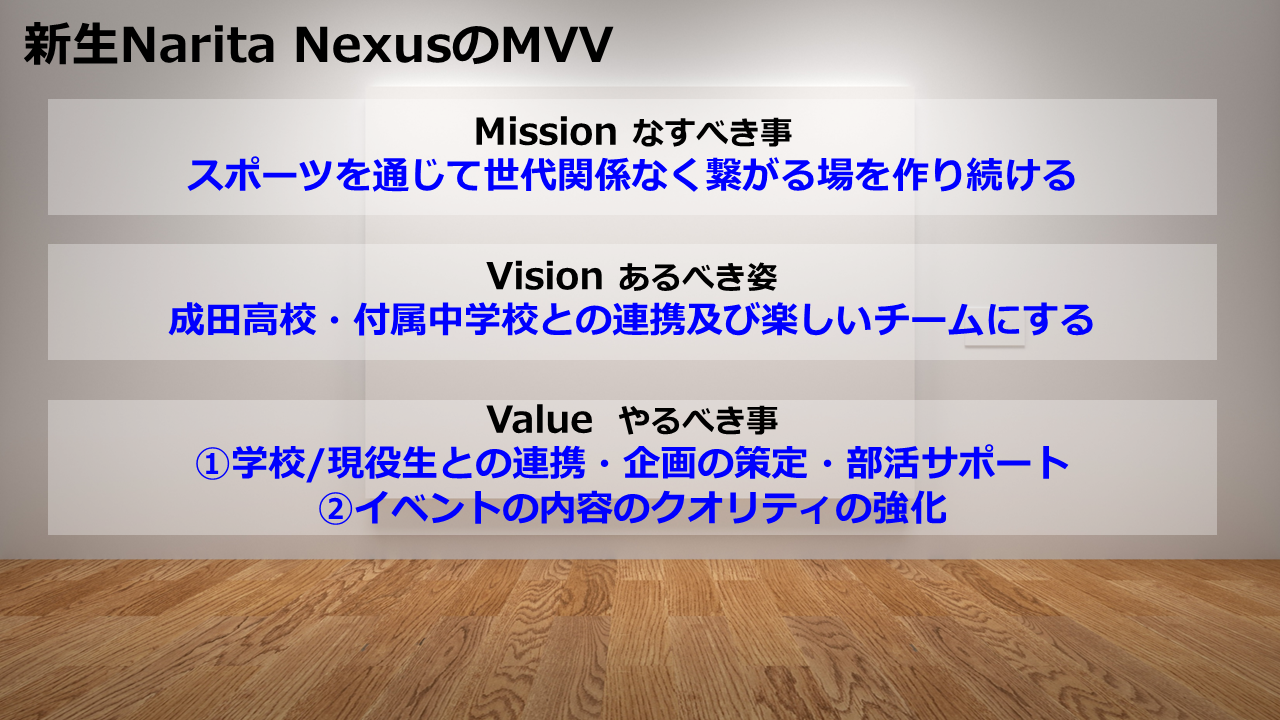 新生Narita NexusのMVV
Mission なすべき事
スポーツを通じて世代関係なく繋がる場を作り続ける
Vision あるべき姿
成田高校・付属中学校との連携及び楽しいチームにする
Value やるべき事
①学校/現役生との連携・企画の策定・部活サポート
②イベントの内容のクオリティの強化